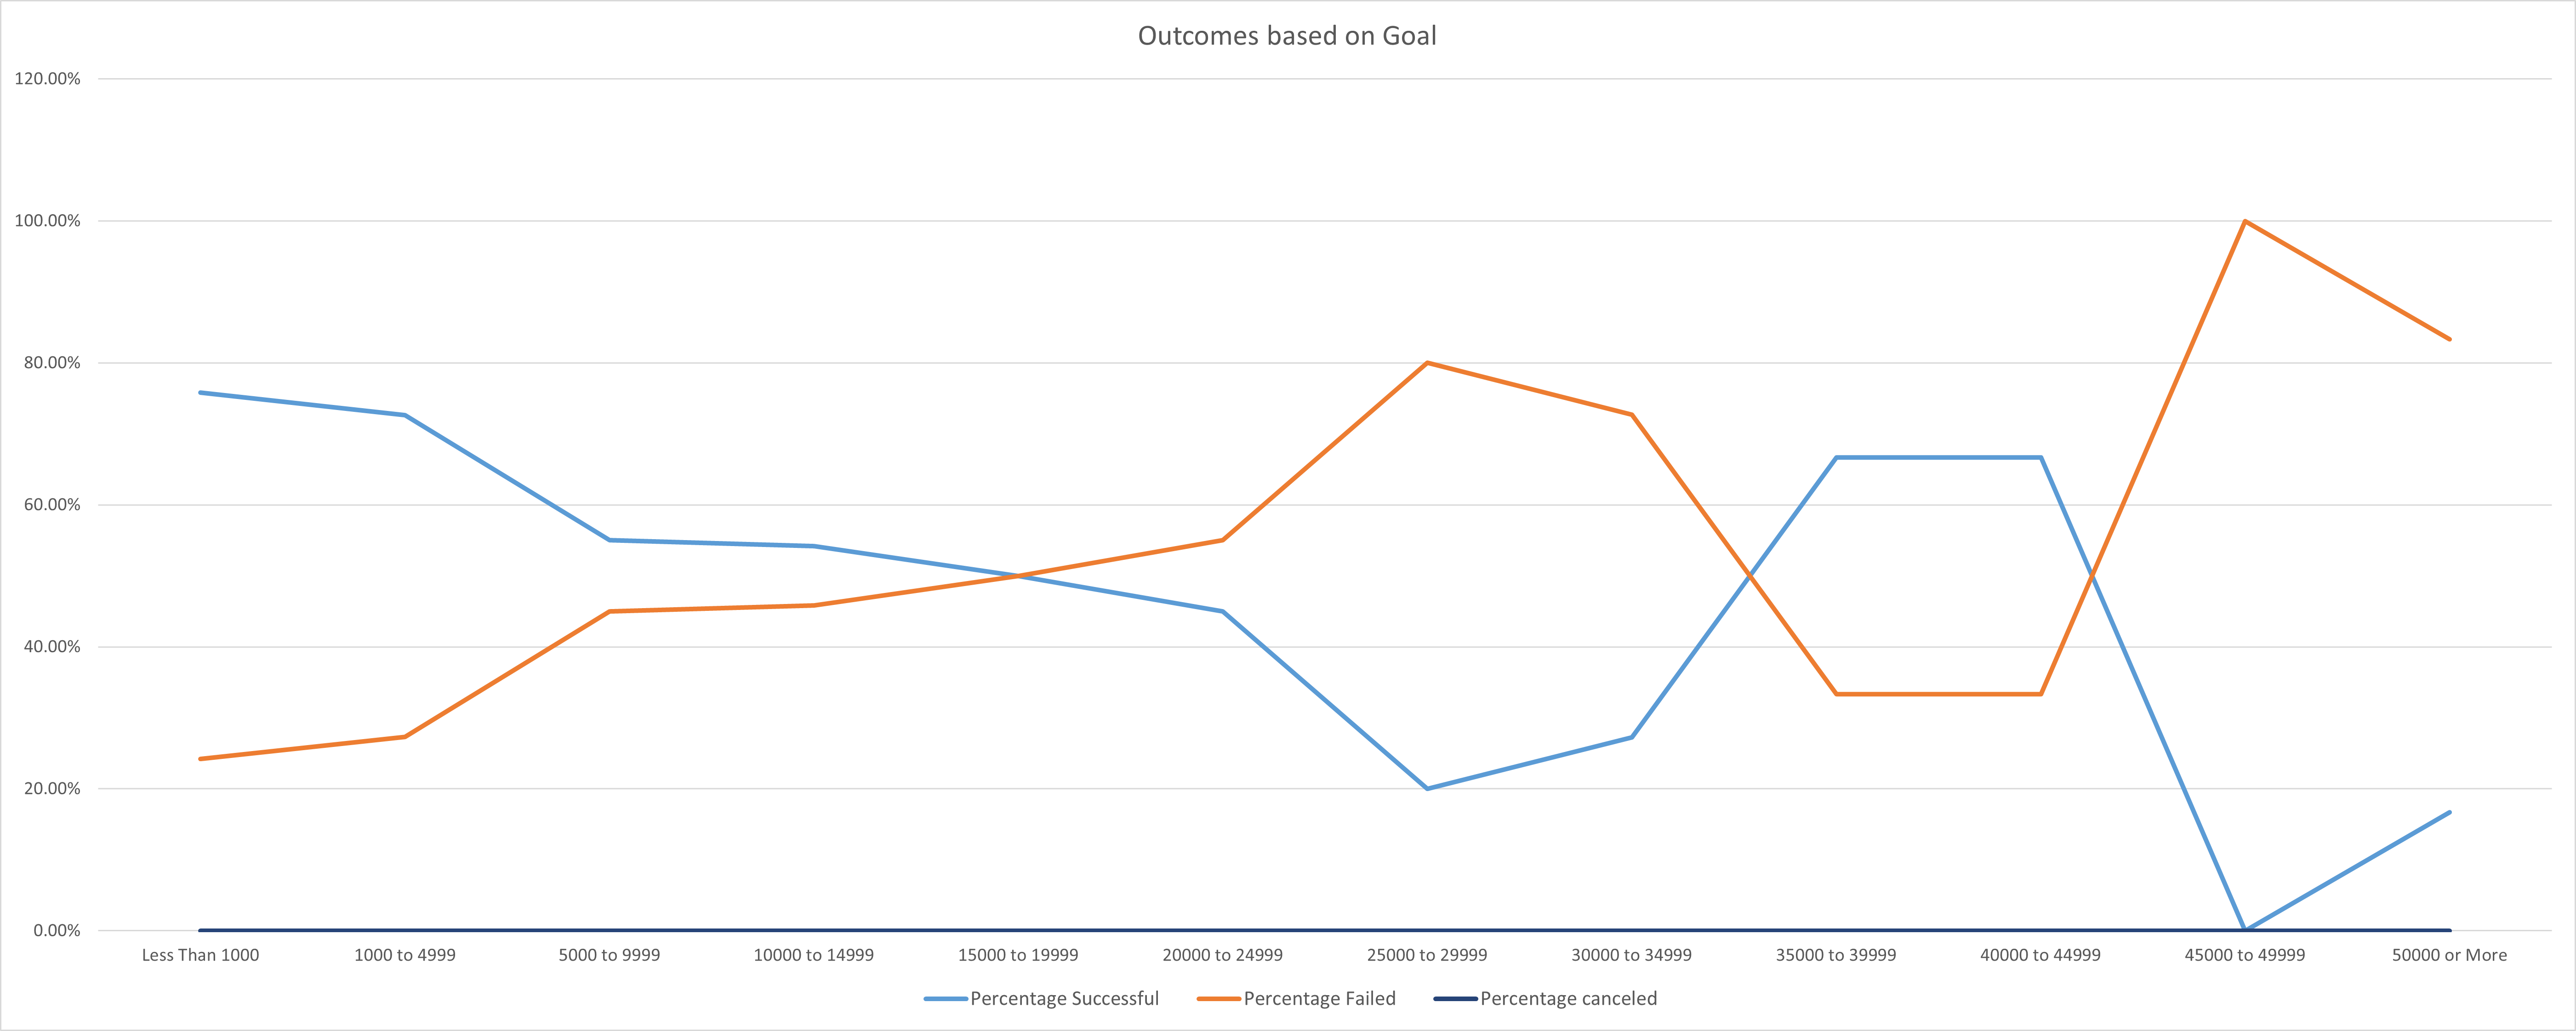 Outcomes based on Goal
120.00%
100.00%
80.00%
60.00%
40.00%
20.00%
0.00%
Less Than 1000 1000 to 4999 5000 to 9999 10000 to 14999 15000 to 19999 20000 to 24999 25000 to 29999 30000 to 34999 35000 to 39999 40000 to 44999 45000 to 49999 50000 or More
Percentage Successful Percentage Failed Percentage canceled